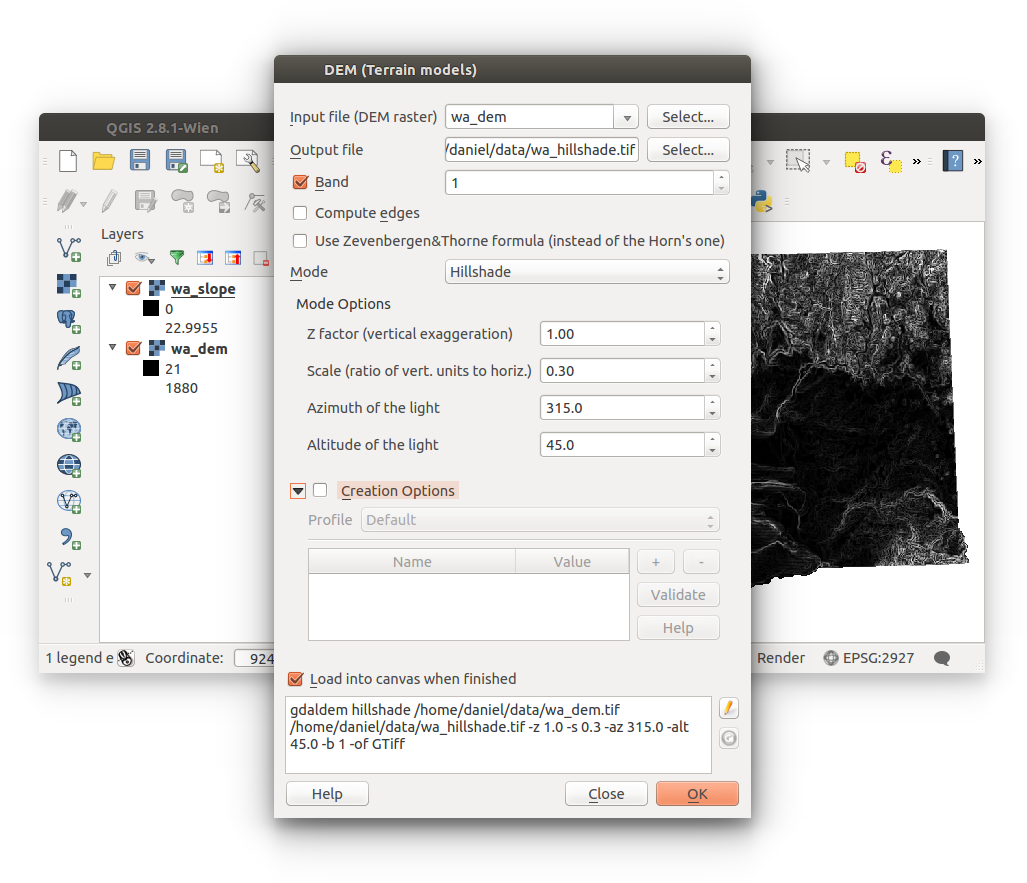 DEM (Terrain models)
QGIS 2.8.1-Wien
Input file (DEM raster) wa_dem Select...
Output file /daniel/data/wa_hillshade.tif Select...
Band 1
Compute edges
Use Zevenbergen&Thorne formula (instead of the Horn's one)
Mode Hillshade
Mode Options
Z factor (vertical exaggeration) 1.00
Scale (ratio of vert. units to horiz.) 0.30
Azimuth of the light 315.0
Altitude of the light 45.0
Creation Options
Profile Default
Name Value + -
Validate
Help
Load into canvas when finished
gdaldem hillshade /home/daniel/data/wa_dem.tif
/home/daniel/data/wa_hillshade.tif -z 1.0 -s 0.3 -az 315.0 -alt
45.0 -b 1 -of GTiff
Help Close OK
Layers
wa_slope
0
22.9955
wa_dem
21
1880
1 legend e Coordinate: 924 Render EPSG:2927